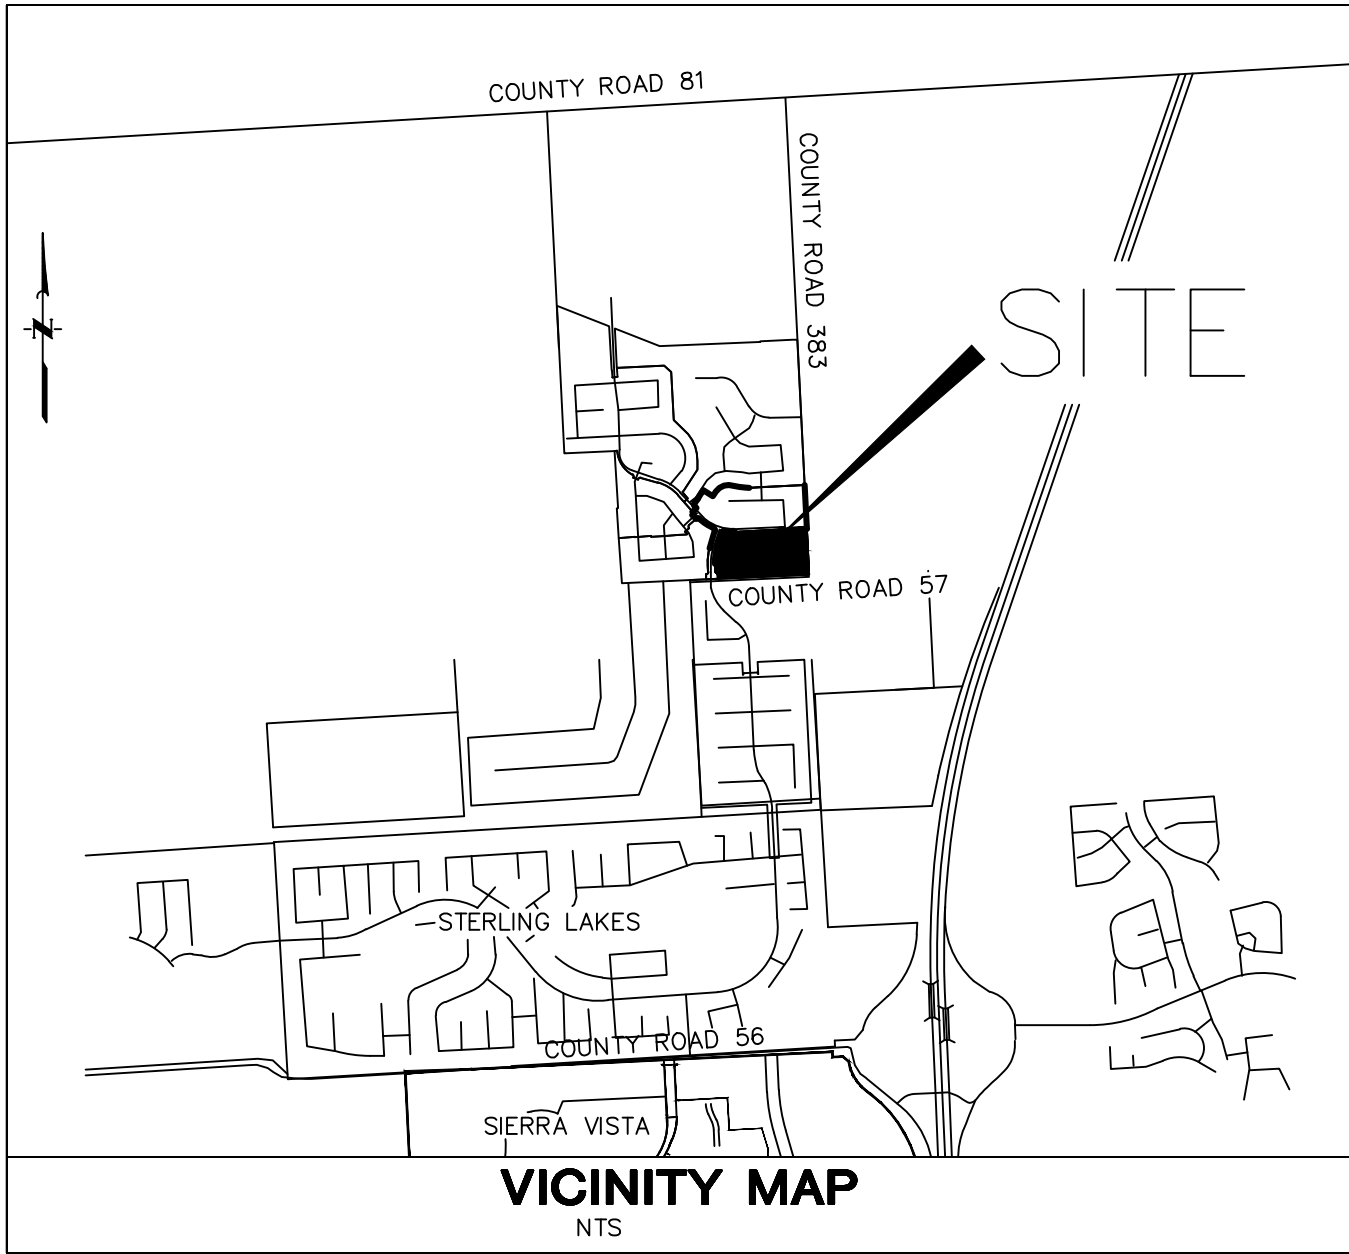 COUNTY ROAD 81
COUNTY ROAD 383
SITE
N
COUNTY ROAD 57
STERLING LAKES
COUNTY ROAD 56
SIERRA VISTA
VICINITY MAP
NTS